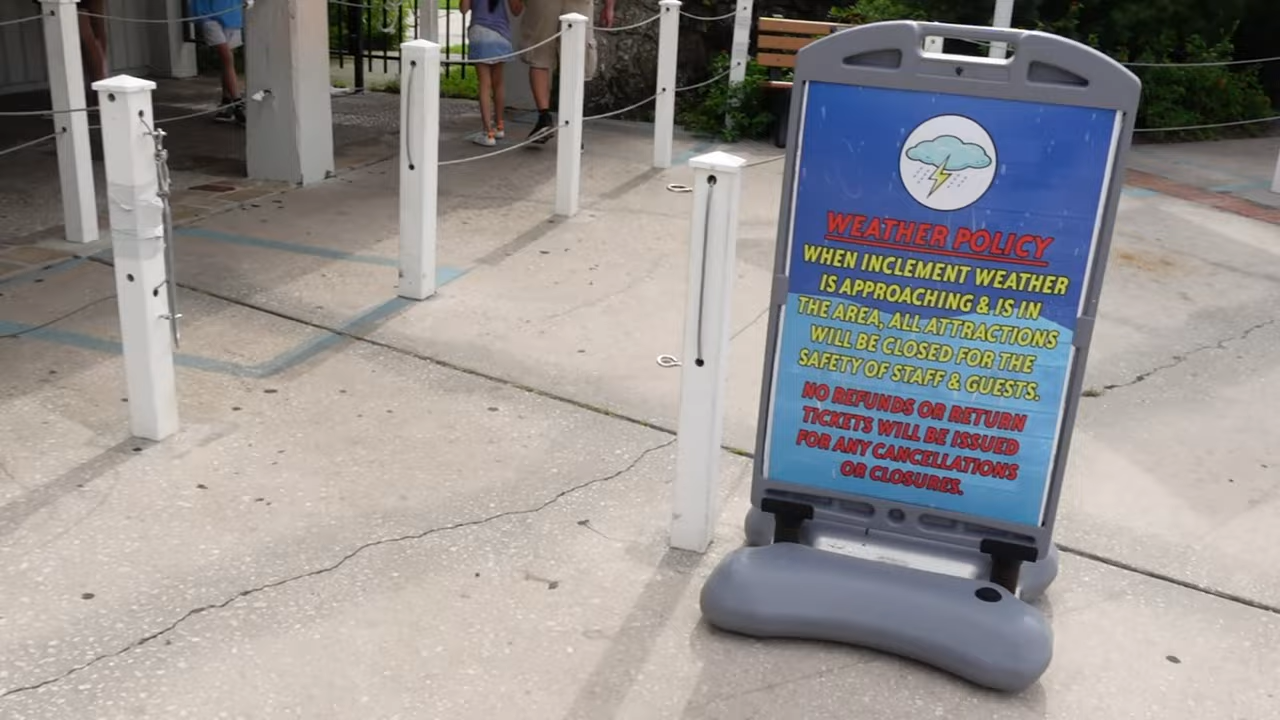 WEATHER POLICY
WHEN INCLEMENT WEATHER
IS APPROACHING & IS IN
THE AREA, ALL ATTRACTIONS
WILL BE CLOSED FOR THE
SAFETY OF STAFF & GUESTS.
NO REFUNDS OR RETURN
TICKETS WILL BE ISSUED
FOR ANY CANCELLATIONS
OR CLOSURES.